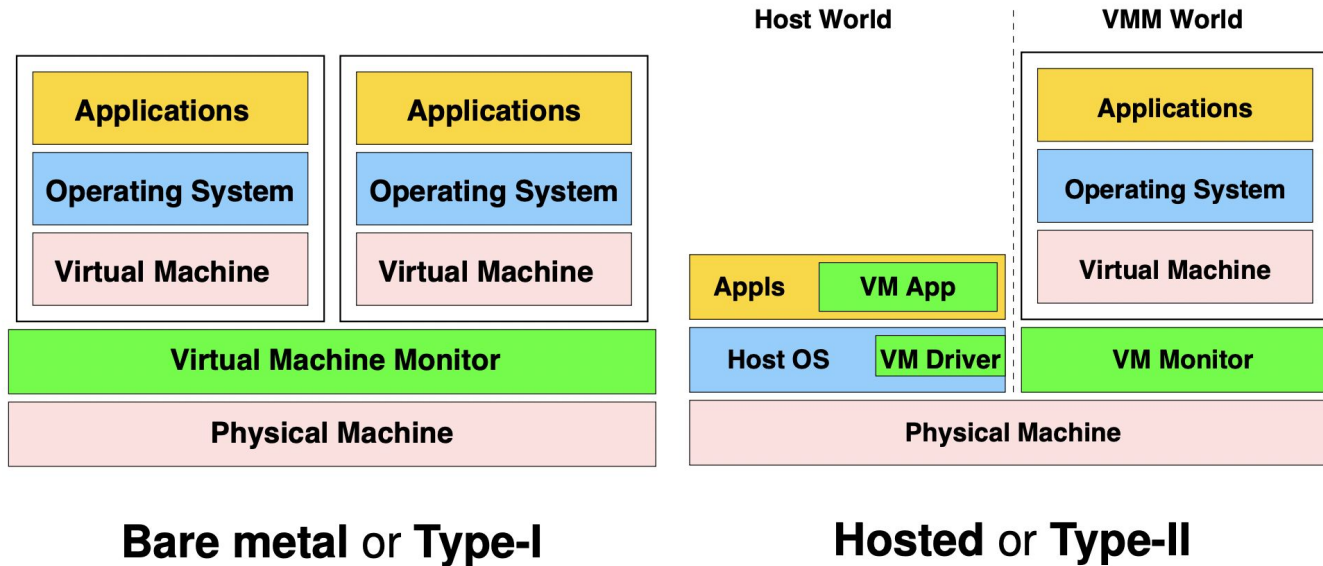 Host World
VMM World
Applications
Applications
Operating System
Operating System
Virtual Machine
Virtual Machine
Virtual Machine Monitor
Physical Machine
Bare metal or Type-I
Applications
Operating System
Virtual Machine
Appls
VM App
Host OS
VM Driver
VM Monitor
Physical Machine
Hosted or Type-II